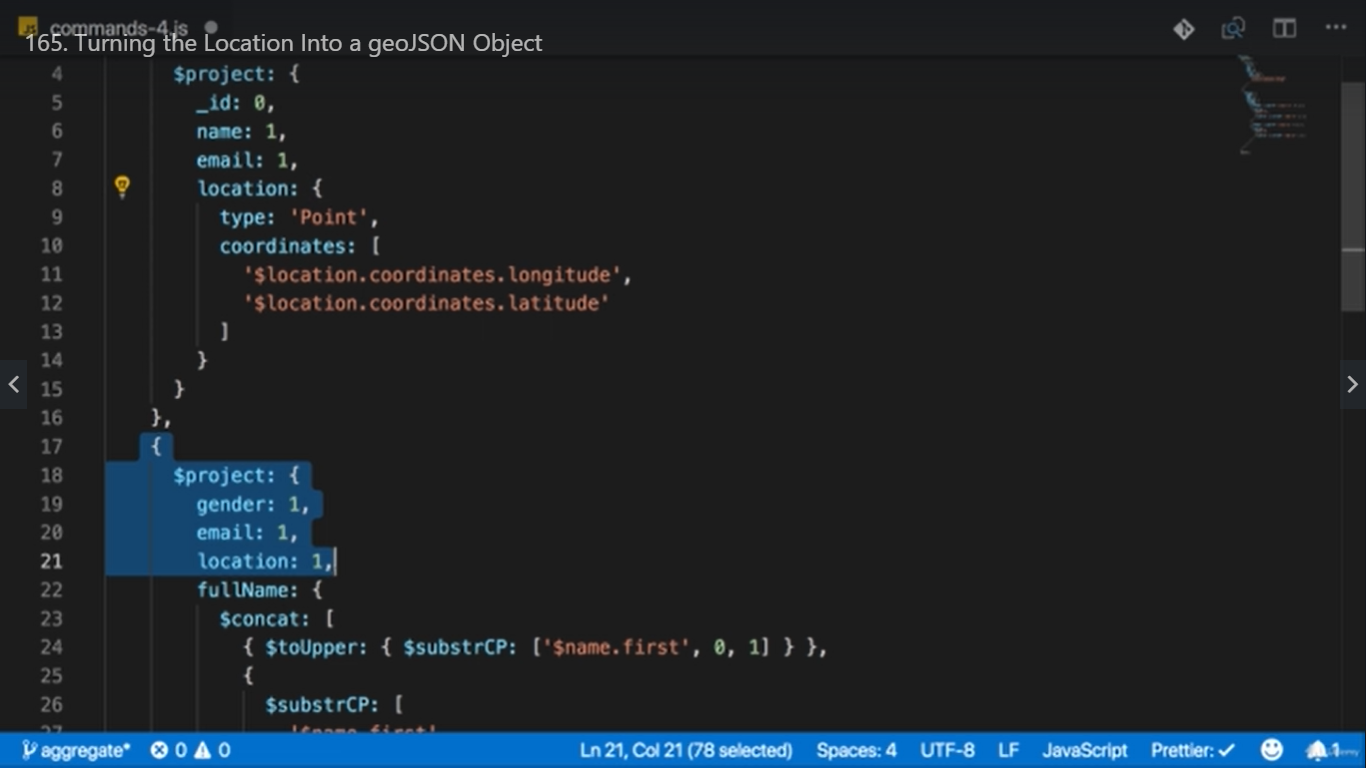 commands-4.js
165. Turning the Location Into a geoJSON Object
4 $project: {
5 _id: 0,
6 name: 1,
7 email: 1,
8 location: {
9 type: 'Point',
10 coordinates: [
11 '$location.coordinates.longitude',
12 '$location.coordinates.latitude'
13 ]
14 }
15 }
16 },
17 {
18 $project: {
19 gender: 1,
20 email: 1,
21 location: 1,
22 fullName: {
23 $concat: [
24 { $toUpper: { $substrCP: ['$name.first', 0, 1] } },
25 {
26 $substrCP: [
27 '$name.first'
aggregate* 0 0 Ln 21, Col 21 (78 selected) Spaces: 4 UTF-8 LF JavaScript Prettier: ✓ 1